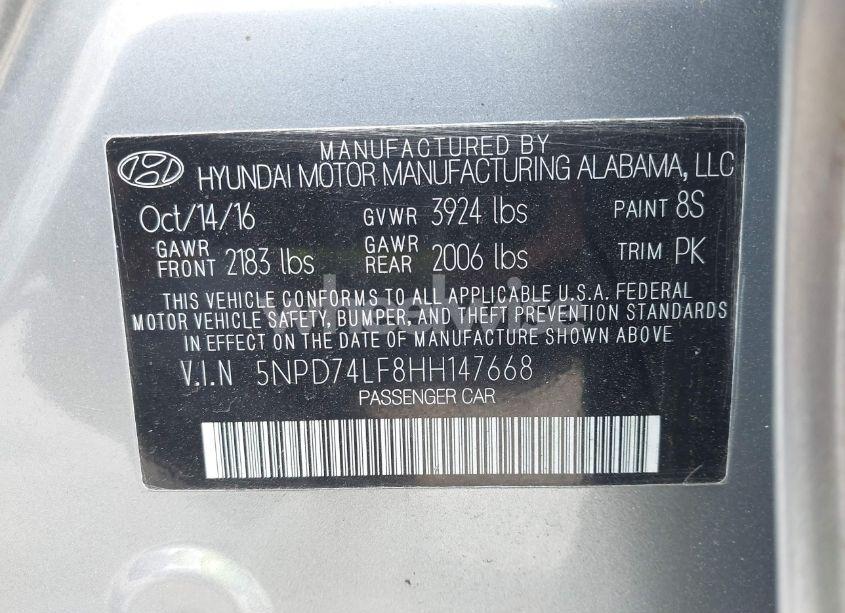 MANUFACTURED BY
HYUNDAI MOTOR MANUFACTURING ALABAMA, LLC
Oct/14/16 GVWR 3924 lbs PAINT 8S
GAWR FRONT 2183 lbs GAWR REAR 2006 lbs TRIM PK
THIS VEHICLE CONFORMS TO ALL APPLICABLE U.S.A. FEDERAL
MOTOR VEHICLE SAFETY, BUMPER, AND THEFT PREVENTION STANDARDS
IN EFFECT ON THE DATE OF MANUFACTURE SHOWN ABOVE
V.I.N 5NPD74LF8HH147668
PASSENGER CAR
wheelwise